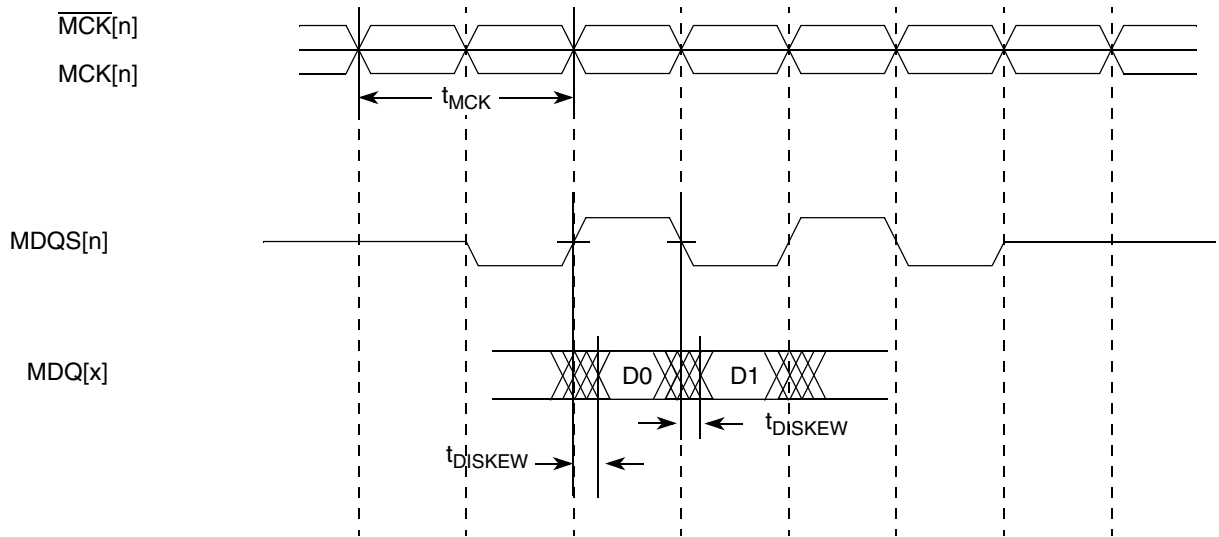 MCK[n]
MCK[n]
tMCK
MDQS[n]
MDQ[x]
D0
D1
tDISKEW
tDISKEW